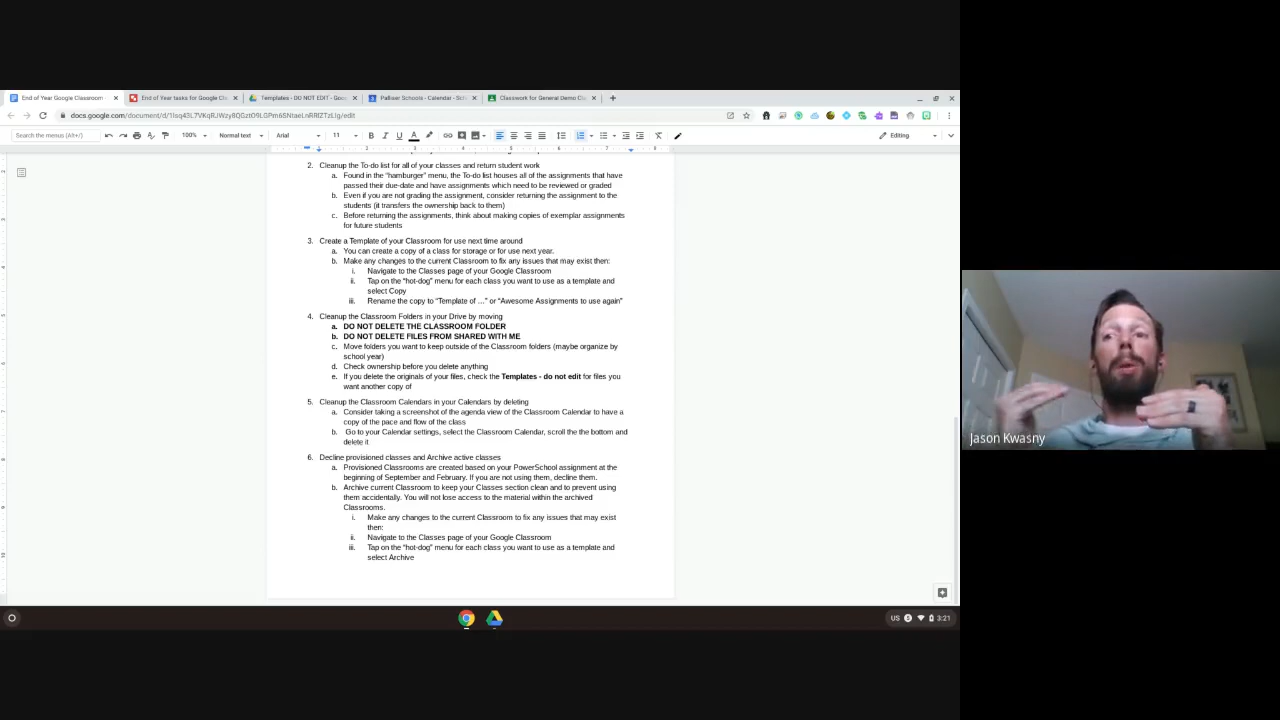 End of Year Google Classroom
End of Year tasks for Google Cl
Templates - DO NOT EDIT - Goo
Palliser Schools - Calendar - Sch
Classwork for General Demo Cl
Search the menus (Alt+/)
100%
Normal text
Arial
11
Editing
2. Cleanup the To-do list for all of your classes and return student work
a. Found in the “hamburger” menu, the To-do list houses all of the assignments that have
passed their due-date and have assignments which need to be reviewed or graded
b. Even if you are not grading the assignment, consider returning the assignment to the
students (it transfers the ownership back to them)
c. Before returning the assignments, think about making copies of exemplar assignments
for future students
3. Create a Template of your Classroom for use next time around
a. You can create a copy of a class for storage or for use next year.
b. Make any changes to the current Classroom to fix any issues that may exist then:
i. Navigate to the Classes page of your Google Classroom
ii. Tap on the “hot-dog” menu for each class you want to use as a template and
select Copy
iii. Rename the copy to “Template of ...” or “Awesome Assignments to use again”
4. Cleanup the Classroom Folders in your Drive by moving
a. DO NOT DELETE THE CLASSROOM FOLDER
b. DO NOT DELETE FILES FROM SHARED WITH ME
c. Move folders you want to keep outside of the Classroom folders (maybe organize by
school year)
d. Check ownership before you delete anything
e. If you delete the originals of your files, check the Templates - do not edit for files you
want another copy of
5. Cleanup the Classroom Calendars in your Calendars by deleting
a. Consider taking a screenshot of the agenda view of the Classroom Calendar to have a
copy of the pace and flow of the class
b. Go to your Calendar settings, select the Classroom Calendar, scroll the the bottom and
delete it
6. Decline provisioned classes and Archive active classes
a. Provisioned Classrooms are created based on your PowerSchool assignment at the
beginning of September and February. If you are not using them, decline them.
b. Archive current Classroom to keep your Classes section clean and to prevent using
them accidentally. You will not lose access to the material within the archived
Classrooms.
i. Make any changes to the current Classroom to fix any issues that may exist
then:
ii. Navigate to the Classes page of your Google Classroom
iii. Tap on the “hot-dog” menu for each class you want to use as a template and
select Archive
Jason Kwasny
US
3:21